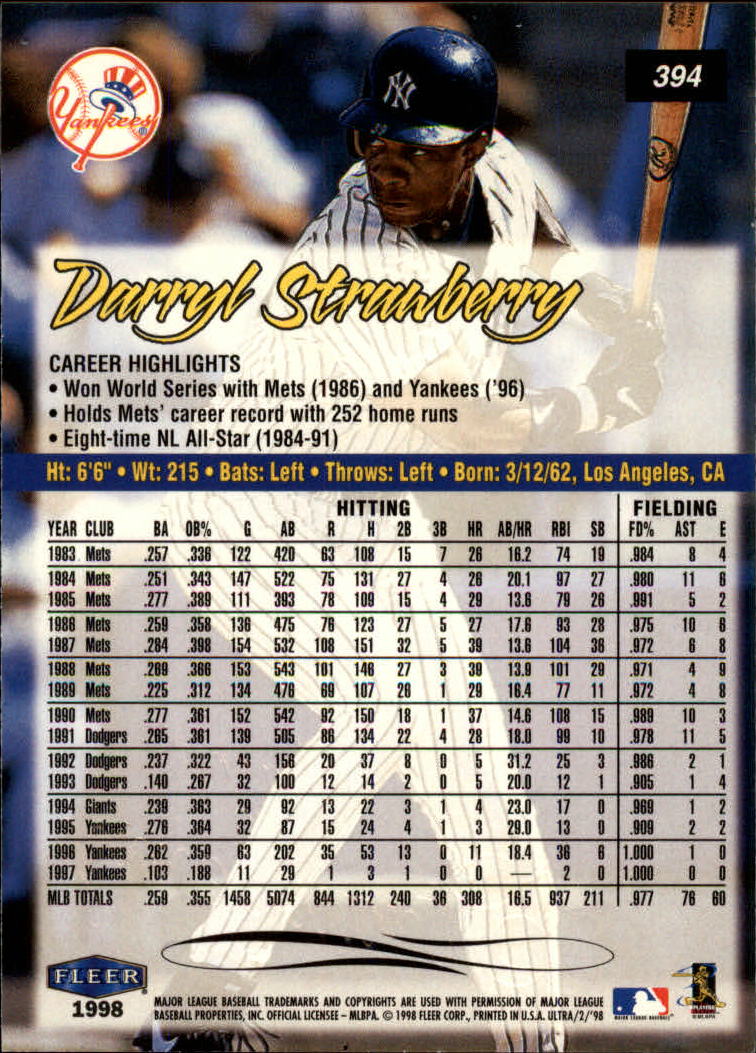 Yankees
NY
394
Darryl Strawberry
CAREER HIGHLIGHTS
• Won World Series with Mets (1986) and Yankees ('96)
• Holds Mets' career record with 252 home runs
• Eight-time NL All-Star (1984-91)
Ht: 6'6" • Wt: 215 • Bats: Left • Throws: Left • Born: 3/12/62, Los Angeles, CA
HITTING FIELDING
YEAR CLUB BA OB% G AB R H 2B 3B HR AB/HR RBI SB FD% AST E
1983 Mets .257 .336 122 420 63 108 15 7 26 16.2 74 19 .984 8 4
1984 Mets .251 .343 147 522 75 131 27 4 26 20.1 97 27 .980 11 6
1985 Mets .277 .389 111 393 78 109 15 4 29 13.6 79 26 .991 5 2
1986 Mets .259 .358 136 475 76 123 27 5 27 17.6 93 28 .975 10 6
1987 Mets .284 .398 154 532 108 151 32 5 39 13.6 104 36 .972 6 8
1988 Mets .269 .366 153 543 101 146 27 3 39 13.9 101 29 .971 4 9
1989 Mets .225 .312 134 476 69 107 26 1 29 16.4 77 11 .972 4 8
1990 Mets .277 .361 152 542 92 150 18 1 37 14.6 108 15 .989 10 3
1991 Dodgers .265 .361 139 505 86 134 22 4 28 18.0 99 10 .978 11 5
1992 Dodgers .237 .322 43 156 20 37 8 0 5 31.2 25 3 .986 2 1
1993 Dodgers .140 .267 32 100 12 14 2 0 5 20.0 12 1 .905 1 4
1994 Giants .239 .363 29 92 13 22 3 1 4 23.0 17 0 .969 1 2
1995 Yankees .276 .364 32 87 15 24 4 1 3 29.0 13 0 .909 2 2
1996 Yankees .262 .359 63 202 35 53 13 0 11 18.4 36 6 1.000 1 0
1997 Yankees .103 .188 11 29 1 3 1 0 0 — 2 0 1.000 0 0
MLB TOTALS .259 .355 1458 5074 844 1312 240 36 308 16.5 937 211 .977 76 60
FLEER
1998
MAJOR LEAGUE BASEBALL TRADEMARKS AND COPYRIGHTS ARE USED WITH PERMISSION OF MAJOR LEAGUE
BASEBALL PROPERTIES, INC. OFFICIAL LICENSEE – MLBPA. © 1998 FLEER CORP., PRINTED IN U.S.A. ULTRA/2/'98
MAJOR LEAGUE BASEBALL